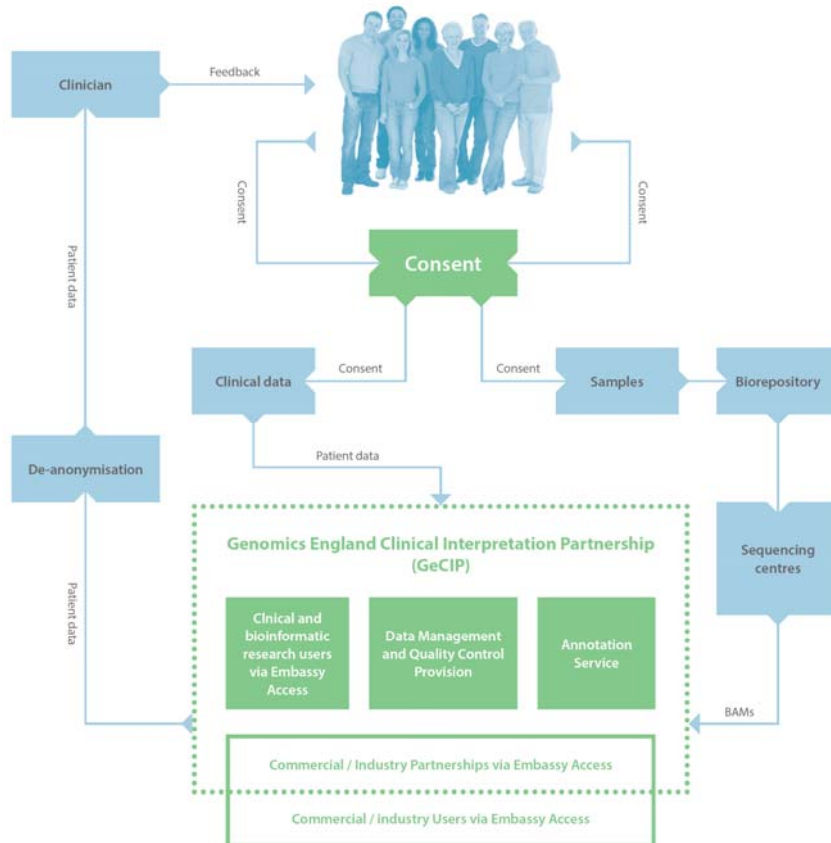 Clinician
Feedback
Consent
Consent
Consent
Patient data
Clinical data
Consent
Consent
Samples
Biorepository
Patient data
De-anonymisation
Patient data
Genomics England Clinical Interpretation Partnership
(GeCIP)
Sequencing
centres
Clnical and
bioinformatic
research users
via Embassy
Access
Data Management
and Quality Control
Provision
Annotation
Service
BAMs
Commercial / Industry Partnerships via Embassy Access
Commercial / industry Users via Embassy Access